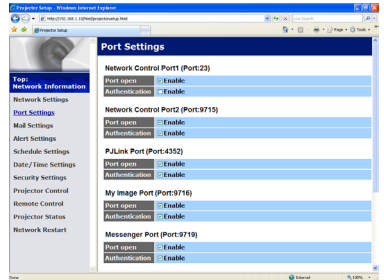 Projector Setup - Windows Internet Explorer
Live Search
Projector Setup
Page
Tools
Port Settings
Top:
Network Information
Network Settings
Port Settings
Mail Settings
Alert Settings
Schedule Settings
Date/Time Settings
Security Settings
Projector Control
Remote Control
Projector Status
Network Restart
Network Control Port1 (Port:23)
Port open Enable
Authentication Enable
Network Control Port2 (Port:9715)
Port open Enable
Authentication Enable
PJLink Port (Port:4352)
Port open Enable
Authentication Enable
My Image Port (Port:9716)
Port open Enable
Authentication Enable
Messenger Port (Port:9719)
Port open Enable
Authentication Enable
Done
Internet
100%